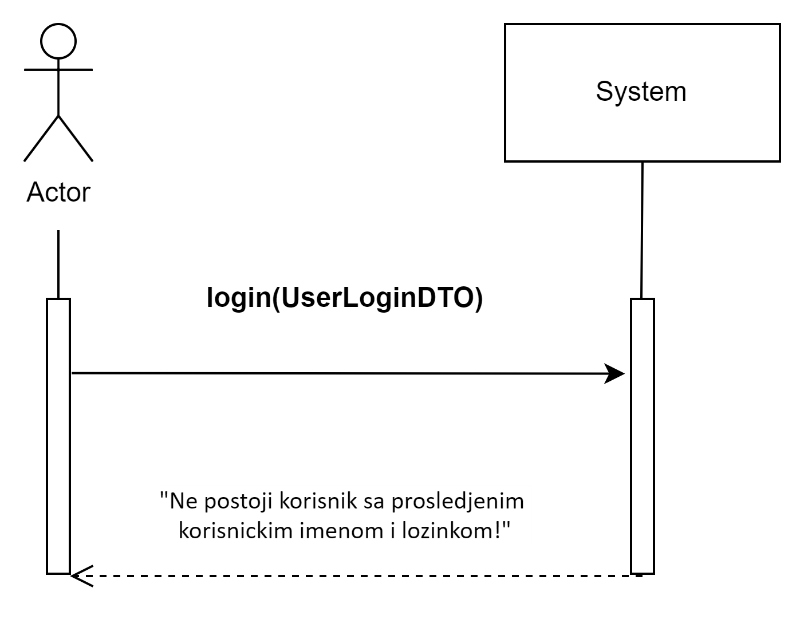 System
Actor
login(UserLoginDTO)
"Ne postoji korisnik sa prosledjenim
korisnickim imenom i lozinkom!"